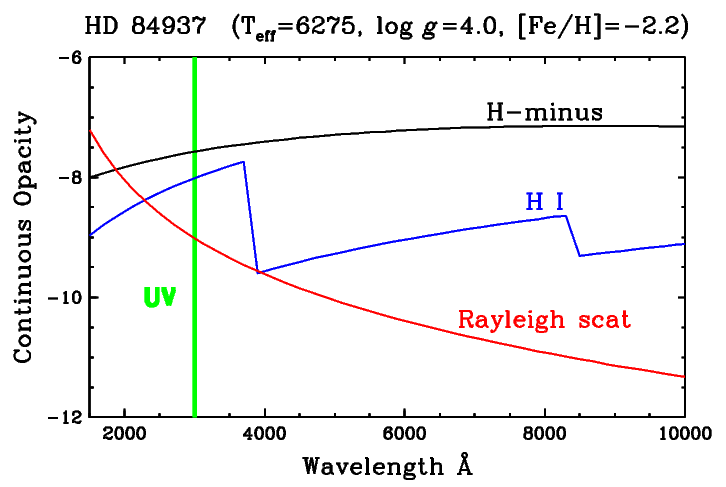 HD 84937 (Teff=6275, log g=4.0, [Fe/H]=−2.2)
−6
H−minus
−8
H I
Continuous Opacity
UV
−10
Rayleigh scat
−12
2000 4000 6000 8000 10000
Wavelength Å